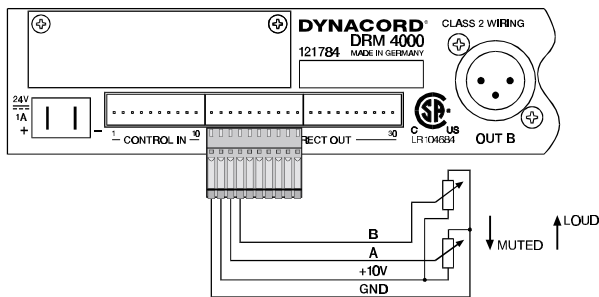 DYNACORD®
DRM 4000
121784 MADE IN GERMANY
CLASS 2 WIRING
24V
1A
+ -
1 CONTROL IN 10 RECT OUT 30
C US
LR104684
OUT B
B
A
+10V
GND
MUTED
LOUD